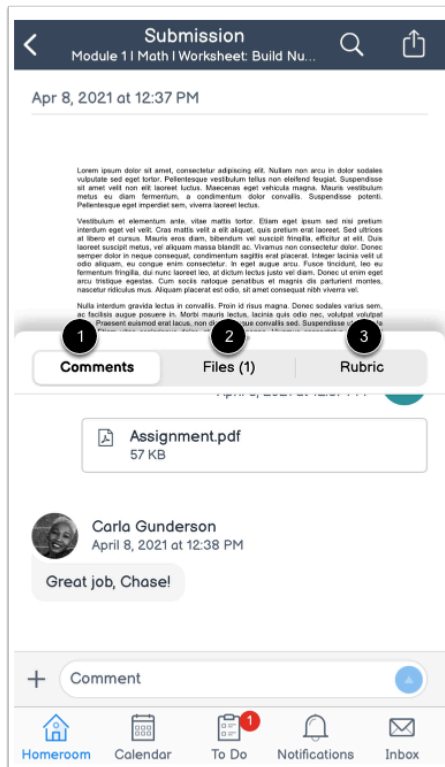 Submission
Module 1 | Math | Worksheet: Build Nu...
Apr 8, 2021 at 12:37 PM
Lorem ipsum dolor sit amet, consectetur adipiscing elit. Nullam non arcu in dolor sodales
vulputate sed eget tortor. Pellentesque vestibulum tellus non eleifend feugiat. Suspendisse
sit amet velit non elit laoreet luctus. Maecenas eget vehicula magna. Mauris vestibulum
metus eu diam fermentum, a condimentum dolor convallis. Suspendisse potenti.
Pellentesque eget imperdiet sem, viverra laoreet lectus.
Vestibulum et elementum ante, vitae mattis tortor. Etiam eget ipsum sed nisi pretium
interdum eget vel velit. Cras mattis velit a elit aliquet, quis pretium erat laoreet. Sed ultrices
at libero et cursus. Mauris eros diam, bibendum vel suscipit fringilla, efficitur at elit. Duis
laoreet suscipit metus, vel aliquam massa blandit ac. Vivamus non consectetur dolor. Donec
semper dolor in neque consequat, condimentum sagittis erat placerat. Integer lacinia velit ut
odio aliquam, eu congue enim consectetur. In eget augue arcu. Fusce tincidunt, leo eu
fermentum fringilla, dui nunc laoreet leo, at dictum lectus justo vel diam. Donec ut enim eget
arcu tristique egestas. Cum sociis natoque penatibus et magnis dis parturient montes,
nascetur ridiculus mus. Aliquam placerat est odio, sit amet consequat nibh viverra vel.
Nulla interdum gravida lectus in convallis. Proin id risus magna. Donec sodales varius sem,
ac facilisis augue posuere in. Morbi mauris lectus, lacinia quis odio nec, volutpat volutpat
Praesent euismod erat lacus, non convallis sed. Suspendisse
1
2
3
Comments
Files (1)
Rubric
Assignment.pdf
57 KB
Carla Gunderson
April 8, 2021 at 12:38 PM
Great job, Chase!
+ Comment
1
Homeroom
Calendar
To Do
Notifications
Inbox